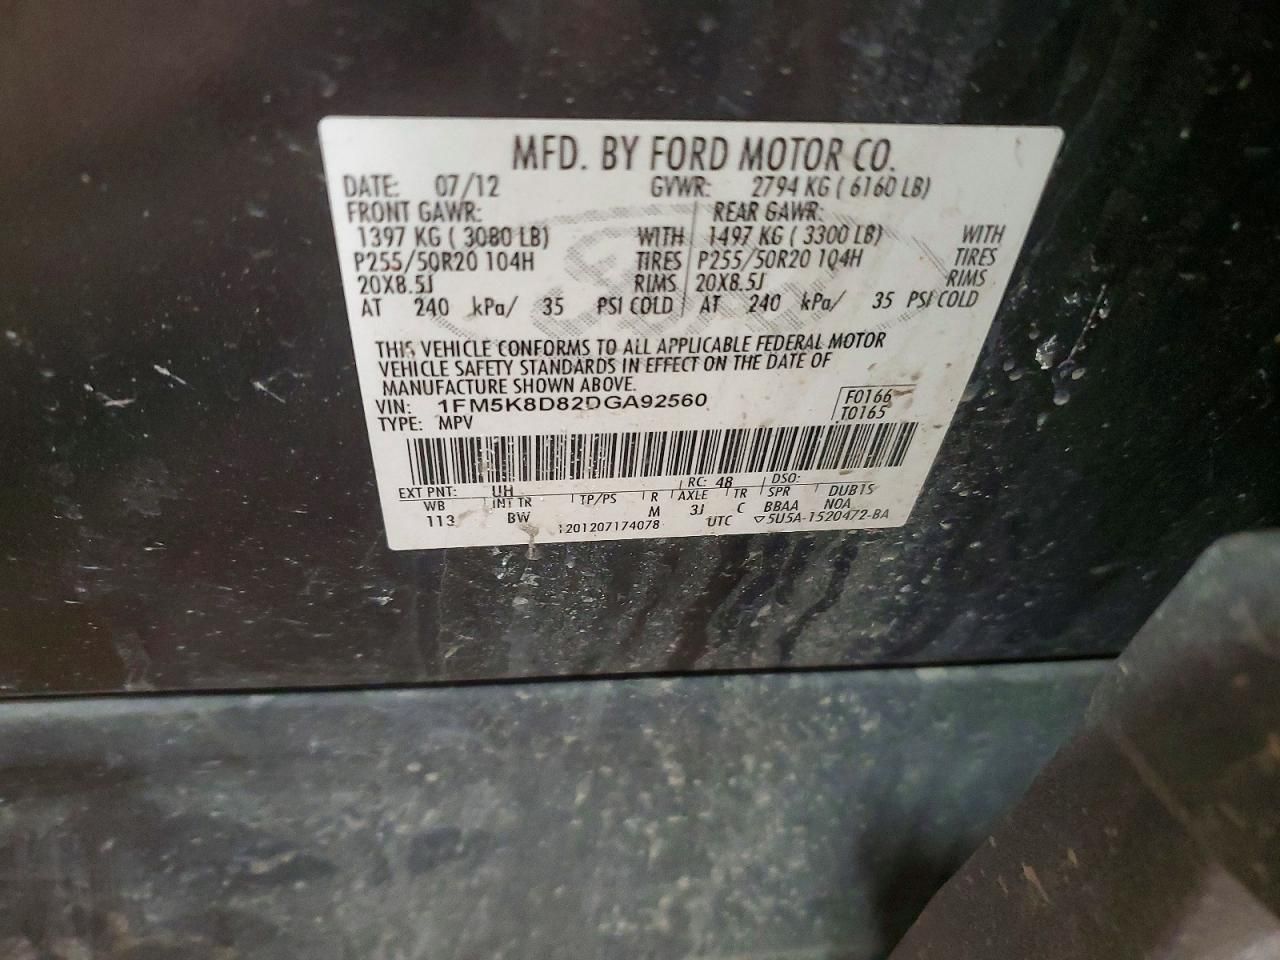 MFD. BY FORD MOTOR CO.
DATE: 07/12 GVWR: 2794 KG ( 6160 LB)
FRONT GAWR: REAR GAWR:
1397 KG ( 3080 LB) WITH 1497 KG ( 3300 LB) WITH
P255/50R20 104H TIRES P255/50R20 104H TIRES
20X8.5J RIMS 20X8.5J RIMS
AT 240 kPa/ 35 PSI COLD AT 240 kPa/ 35 PSI COLD
THIS VEHICLE CONFORMS TO ALL APPLICABLE FEDERAL MOTOR
VEHICLE SAFETY STANDARDS IN EFFECT ON THE DATE OF
MANUFACTURE SHOWN ABOVE.
VIN: 1FM5K8D82DGA92560 F0166
TYPE: MPV T0165
EXT PNT: UH RC: 48 DSO:
WB INT TR TP/PS R AXLE TR SPR DUB1S
113 BW M 3J C BBAA NOA
1201207174078 UTC ▽5U5A-1520472-BA